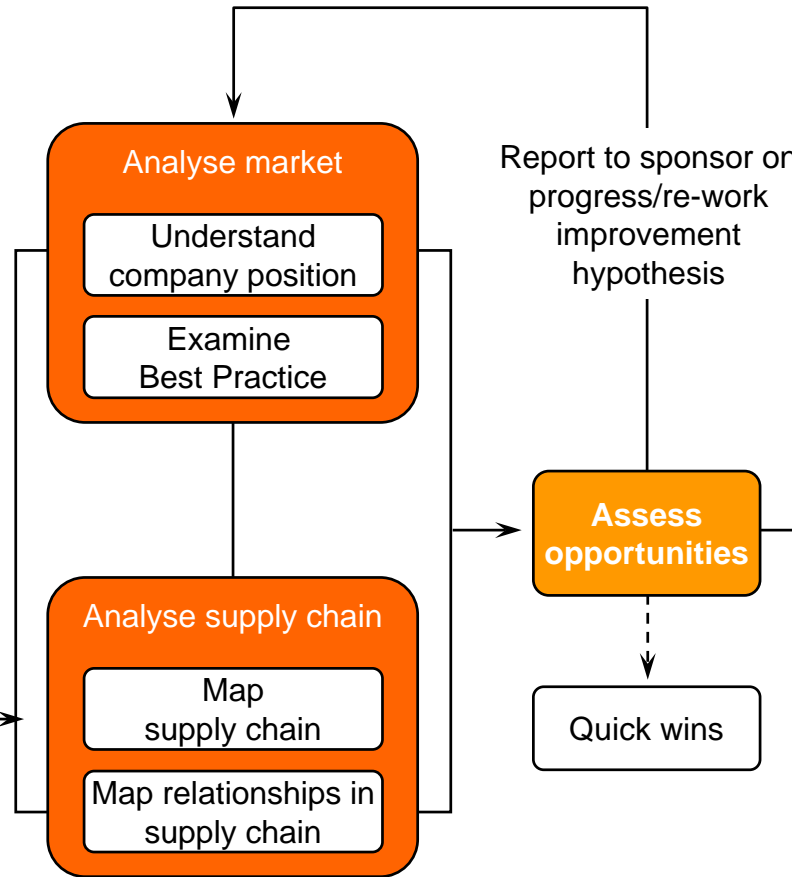 Analyse market
Understand
company position
Examine
Best Practice
Report to sponsor on
progress/re-work
improvement
hypothesis
Assess
opportunities
Analyse supply chain
Map
supply chain
Map relationships in
supply chain
Quick wins